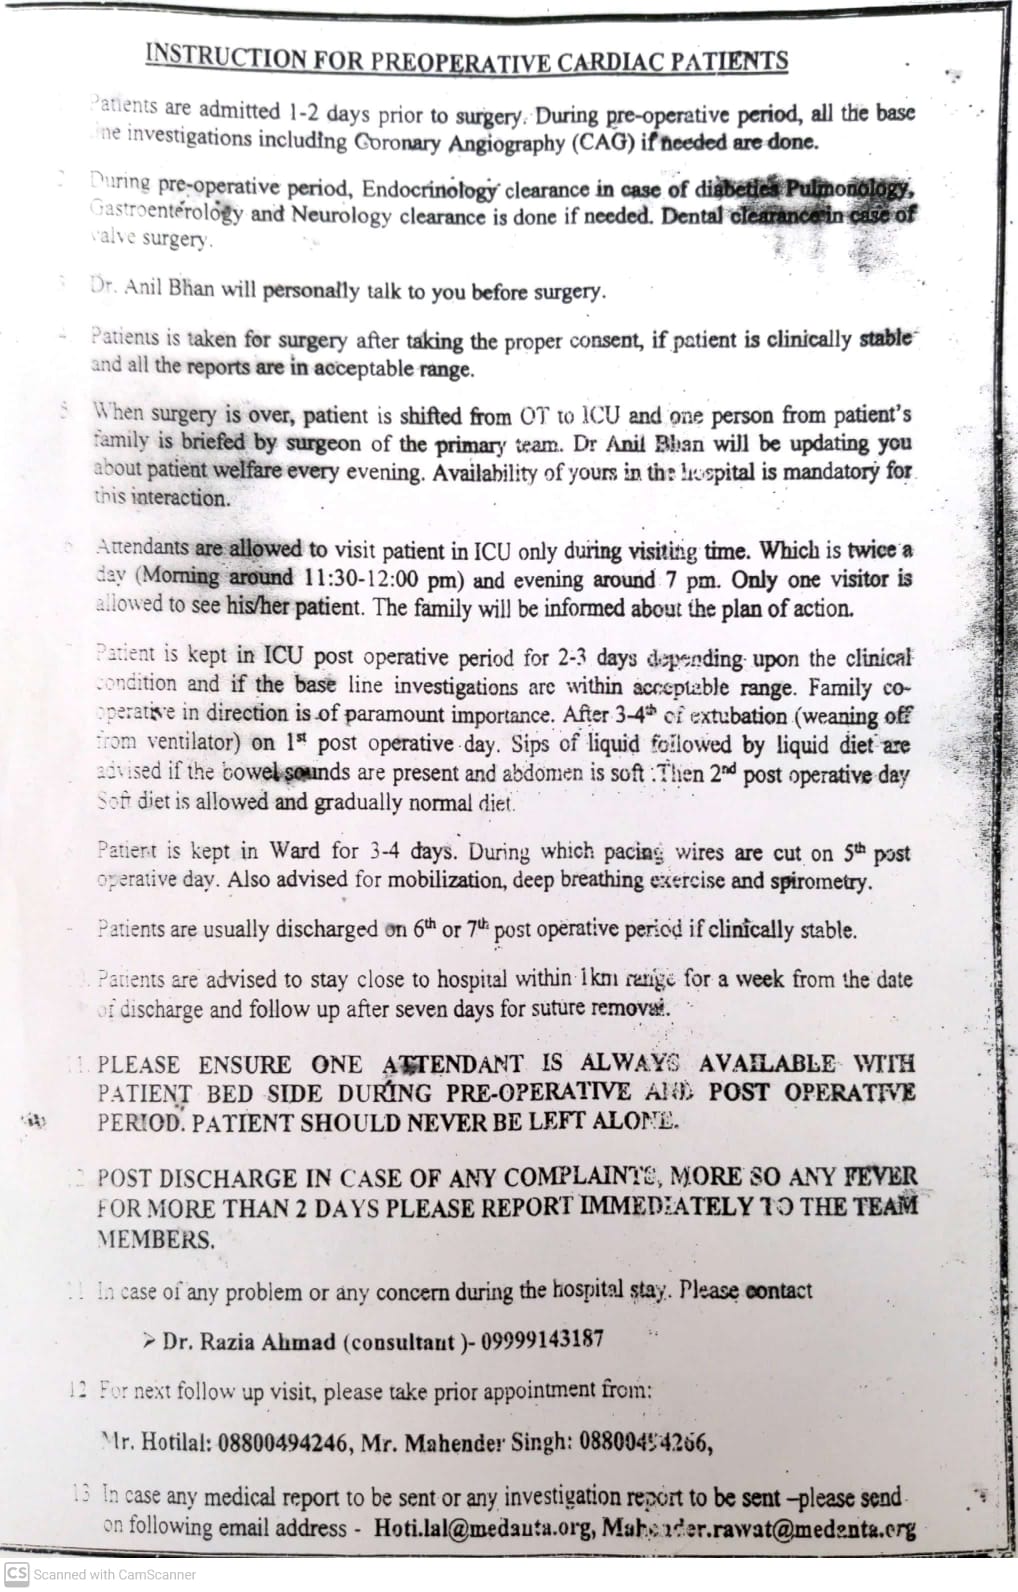 INSTRUCTION FOR PREOPERATIVE CARDIAC PATIENTS
Patients are admitted 1-2 days prior to surgery. During pre-operative period, all the base
line investigations including Coronary Angiography (CAG) if needed are done.
During pre-operative period, Endocrinology clearance in case of diabetics Pulmonology,
Gastroenterology and Neurology clearance is done if needed. Dental clearance in case of
valve surgery.
Dr. Anil Bhan will personally talk to you before surgery.
Patients is taken for surgery after taking the proper consent, if patient is clinically stable
and all the reports are in acceptable range.
5 When surgery is over, patient is shifted from OT to ICU and one person from patient's
family is briefed by surgeon of the primary team. Dr Anil Bhan will be updating you
about patient welfare every evening. Availability of yours in the hospital is mandatory for
this interaction.
Attendants are allowed to visit patient in ICU only during visiting time. Which is twice a
day (Morning around 11:30-12:00 pm) and evening around 7 pm. Only one visitor is
allowed to see his/her patient. The family will be informed about the plan of action.
Patient is kept in ICU post operative period for 2-3 days depending upon the clinical
condition and if the base line investigations are within acceptable range. Family co-
operative in direction is of paramount importance. After 3-4th of extubation (weaning off
from ventilator) on 1st post operative day. Sips of liquid followed by liquid diet are
advised if the bowel sounds are present and abdomen is soft. Then 2nd post operative day
Soft diet is allowed and gradually normal diet.
Patient is kept in Ward for 3-4 days. During which pacing wires are cut on 5th post
operative day. Also advised for mobilization, deep breathing exercise and spirometry.
Patients are usually discharged on 6th or 7th post operative period if clinically stable.
Patients are advised to stay close to hospital within 1km range for a week from the date
of discharge and follow up after seven days for suture removal.
PLEASE ENSURE ONE ATTENDANT IS ALWAYS AVAILABLE WITH
PATIENT BED SIDE DURING PRE-OPERATIVE AND POST OPERATIVE
PERIOD. PATIENT SHOULD NEVER BE LEFT ALONE.
POST DISCHARGE IN CASE OF ANY COMPLAINTS, MORE SO ANY FEVER
FOR MORE THAN 2 DAYS PLEASE REPORT IMMEDIATELY TO THE TEAM
MEMBERS.
In case of any problem or any concern during the hospital stay. Please contact
➢ Dr. Razia Ahmad (consultant )- 09999143187
12 For next follow up visit, please take prior appointment from:
Mr. Hotilal: 08800494246, Mr. Mahender Singh:
13 In case any medical report to be sent or any investigation report to be sent –please send
on following email address - Hoti.lal@medanta.org, Mahender.rawat@medanta.org
CS Scanned with CamScanner